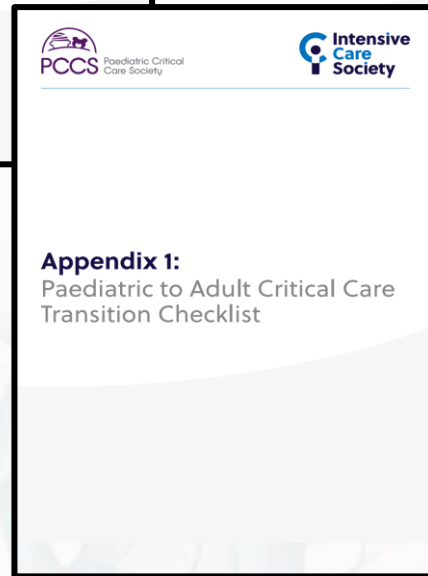 PCCS
Paediatric Critical
Care Society
Intensive
Care
Society
Appendix 1:
Paediatric to Adult Critical Care
Transition Checklist